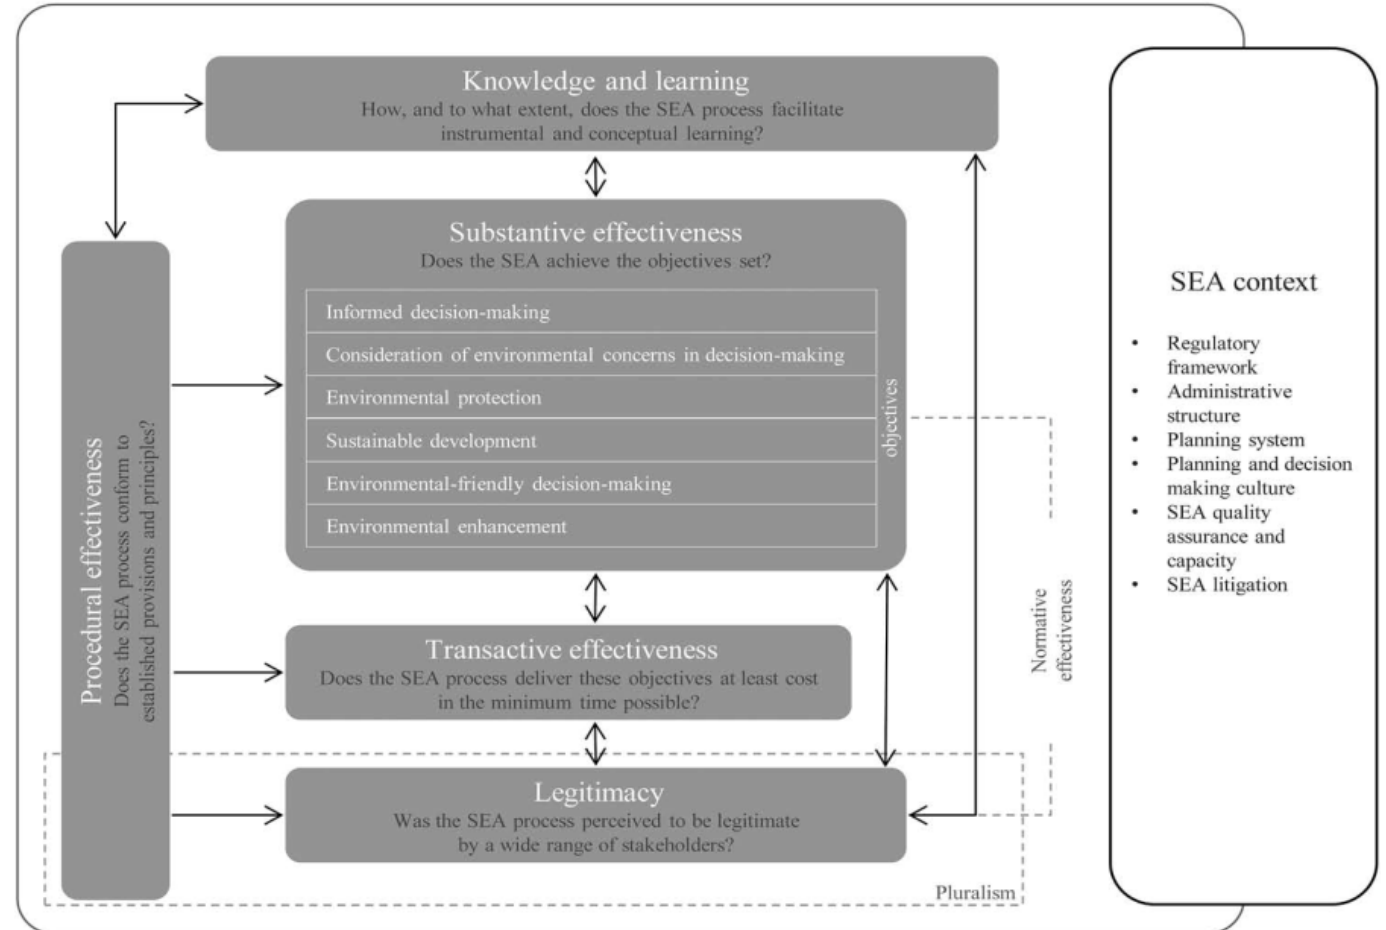 Knowledge and learning
How, and to what extent, does the SEA process facilitate
instrumental and conceptual learning?
Substantive effectiveness
Does the SEA achieve the objectives set?
Informed decision-making
Consideration of environmental concerns in decision-making
Environmental protection
Sustainable development
Environmental-friendly decision-making
Environmental enhancement
objectives
Procedural effectiveness
Does the SEA process conform to
established provisions and principles?
Transactive effectiveness
Does the SEA process deliver these objectives at least cost
in the minimum time possible?
Legitimacy
Was the SEA process perceived to be legitimate
by a wide range of stakeholders?
Pluralism
Normative
effectiveness
SEA context
• Regulatory
framework
• Administrative
structure
• Planning system
• Planning and decision
making culture
• SEA quality
assurance and
capacity
• SEA litigation